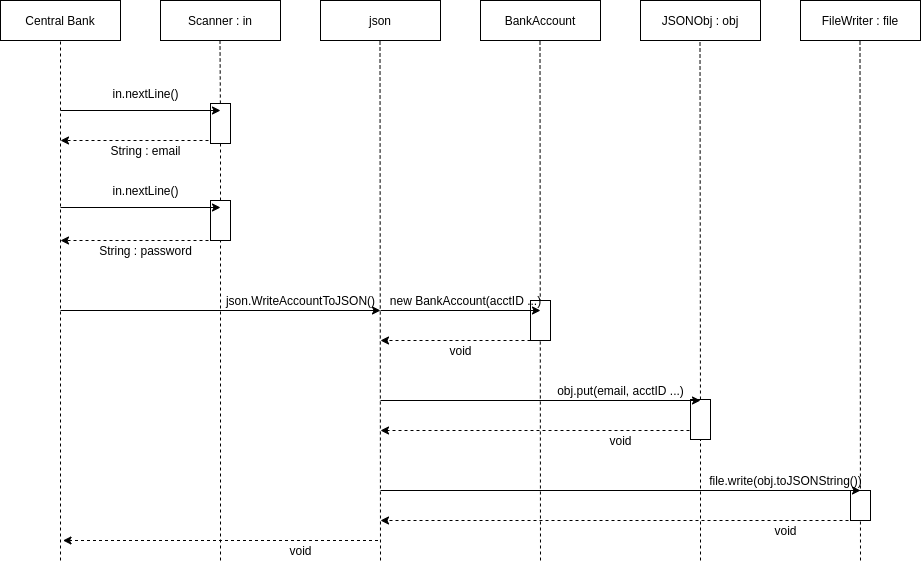 Central Bank
Scanner : in
json
BankAccount
JSONObj : obj
FileWriter : file
in.nextLine()
String : email
in.nextLine()
String : password
json.WriteAccountToJSON()
new BankAccount(acctID ...)
void
obj.put(email, acctID ...)
void
file.write(obj.toJSONString())
void
void